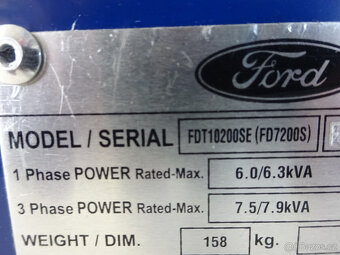 Ford
MODEL / SERIAL FDT10200SE (FD7200S)
1 Phase POWER Rated-Max. 6.0/6.3kVA
3 Phase POWER Rated-Max. 7.5/7.9kVA
WEIGHT / DIM. 158 kg.